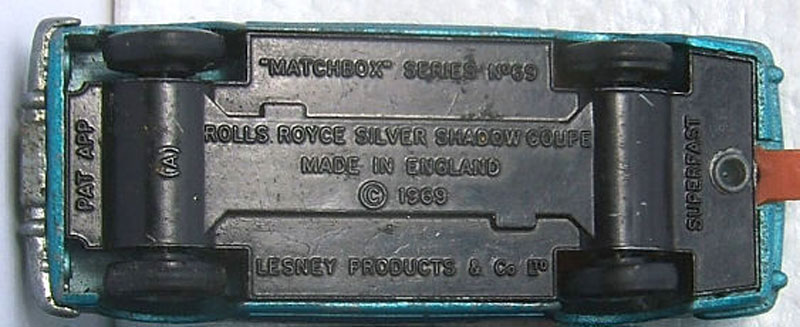 "MATCHBOX" SERIES Nº69
ROLLS ROYCE SILVER SHADOW COUPE
MADE IN ENGLAND
© 1969
LESNEY PRODUCTS & Co LTD
PAT APP
(A)
SUPERFAST